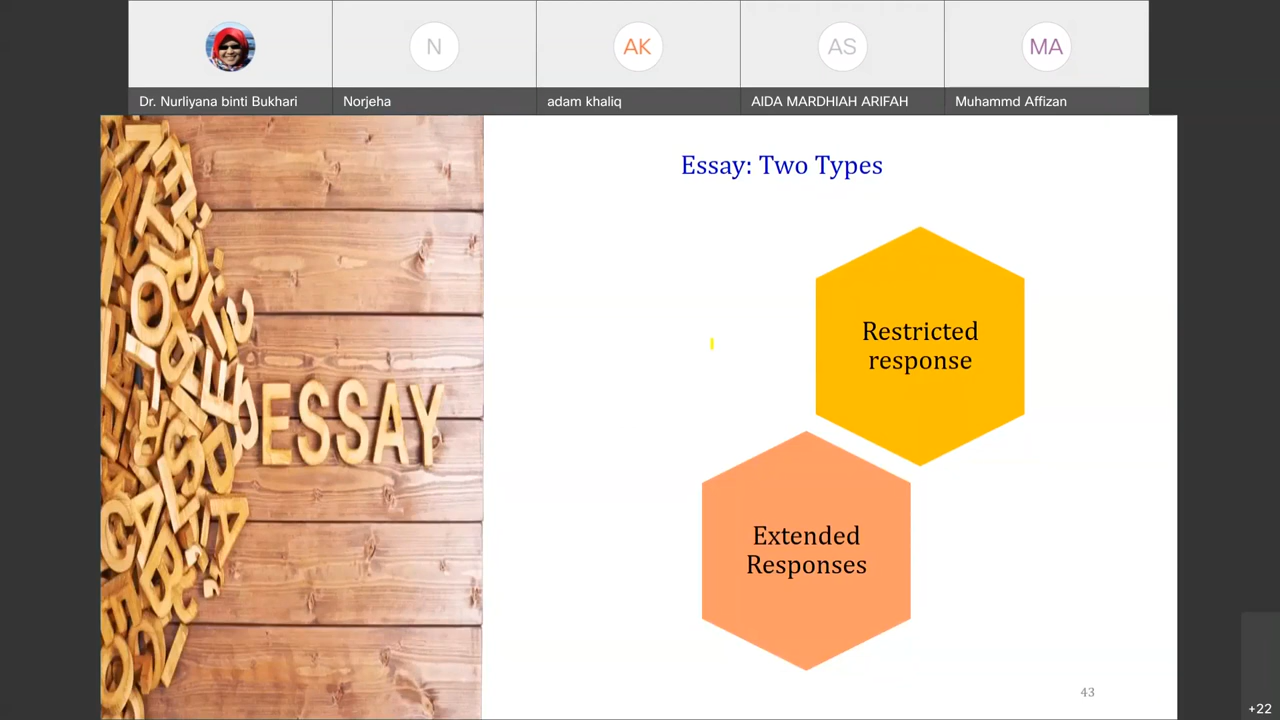 N
AK
AS
MA
Dr. Nurliyana binti Bukhari
Norjeha
adam khaliq
AIDA MARDHIAH ARIFAH
Muhammd Affizan
Essay: Two Types
ESSAY
Restricted
response
Extended
Responses
43
+22